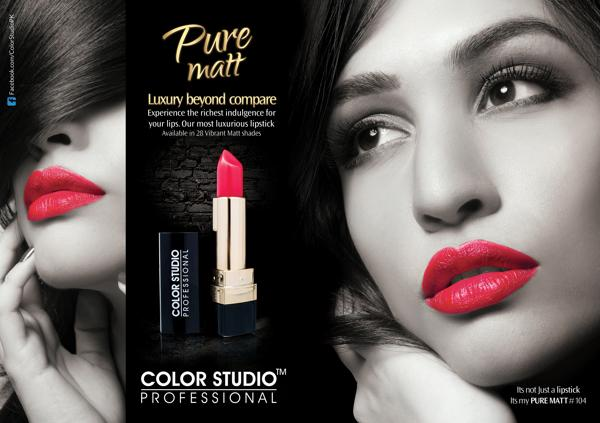 Facebook.com/ColorStudioPK
Pure
matt
Luxury beyond compare
Experience the richest indulgence for
your lips. Our most luxurious lipstick
Available in 28 Vibrant Matt shades
COLOR STUDIO
PROFESSIONAL
COLOR STUDIO™
PROFESSIONAL
Its not Just a lipstick
Its my PURE MATT # 104